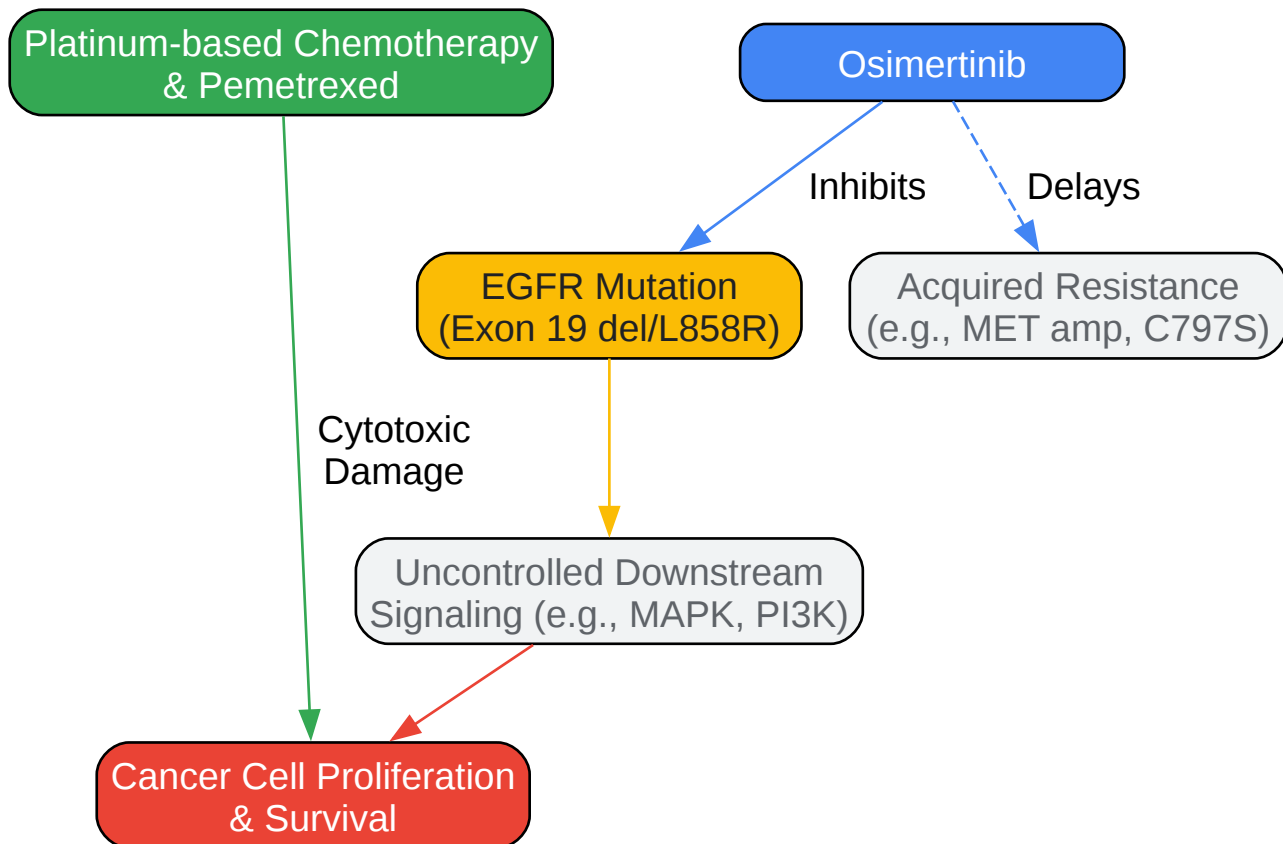 Platinum-based Chemotherapy
& Pemetrexed
Osimertinib
Inhibits
Delays
EGFR Mutation
(Exon 19 del/L858R)
Acquired Resistance
(e.g., MET amp, C797S)
Cytotoxic
Damage
Uncontrolled Downstream
Signaling (e.g., MAPK, PI3K)
Cancer Cell Proliferation
& Survival